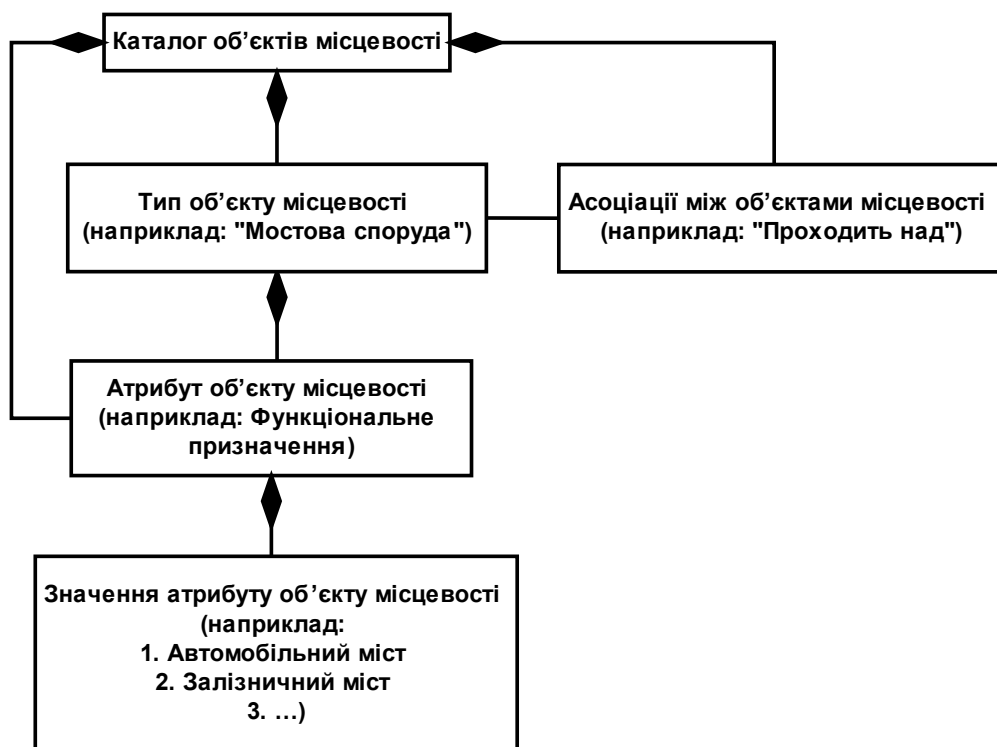 Каталог об’єктів місцевості
Тип об’єкту місцевості
(наприклад: "Мостова споруда")
Асоціації між об’єктами місцевості
(наприклад: "Проходить над")
Атрибут об’єкту місцевості
(наприклад: Функціональне
призначення)
Значення атрибуту об’єкту місцевості
(наприклад:
1. Автомобільний міст
2. Залізничний міст
3. …)